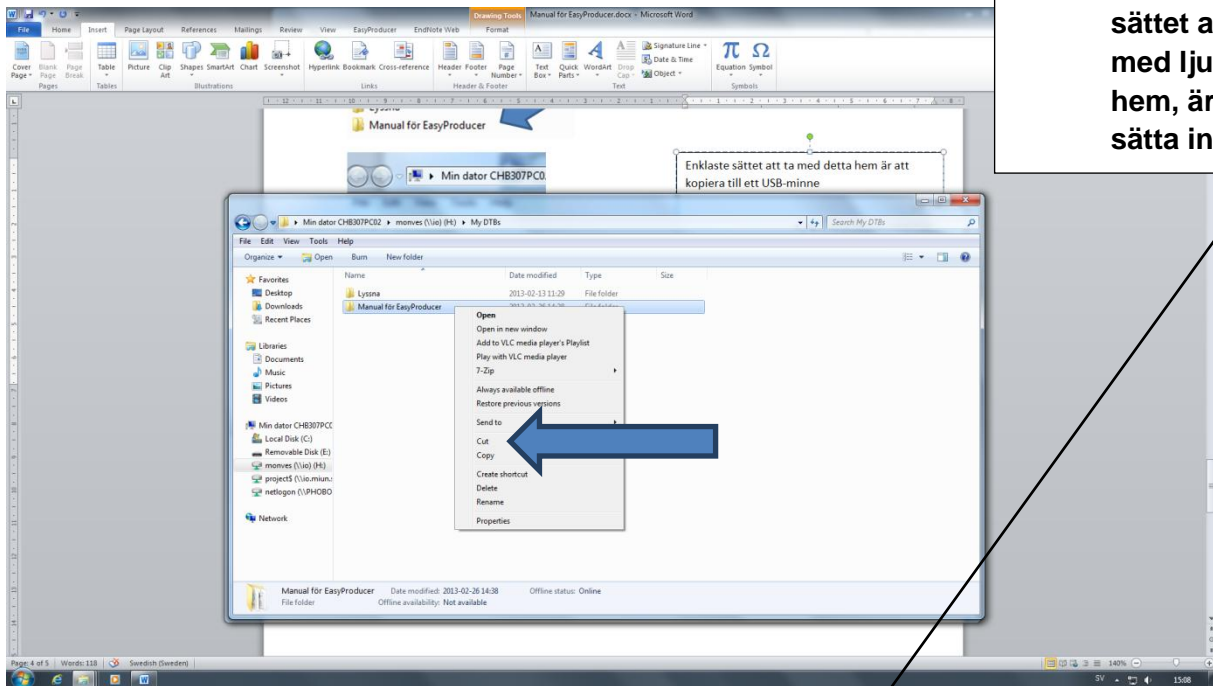 Drawing Tools Manual för EasyProducer.docx - Microsoft Word
File Home Insert Page Layout References Mailings Review View EasyProducer EndNote Web Format
Cover Page Blank Page Page Break Table Picture Clip Art Shapes SmartArt Chart Screenshot Hyperlink Bookmark Cross-reference Header Footer Page Number Text Box Quick Parts WordArt Drop Cap Signature Line Date & Time Object Equation Symbol
Pages Tables Illustrations Links Header & Footer Text Symbols
Manual för EasyProducer
Min dator CHB307PC0
Enklaste sättet att ta med detta hem är att
kopiera till ett USB-minne
sättet a
med lju
hem, är
sätta in
Min dator CHB307PC02 monves (\\io) (H:) My DTBs Search My DTBs
File Edit View Tools Help
Organize Open Burn New folder
Name Date modified Type Size
Lyssna 2013-02-13 11:29 File folder
Manual för EasyProducer 2013-02-26 14:38 File folder
Favorites
Desktop
Downloads
Recent Places
Libraries
Documents
Music
Pictures
Videos
Min dator CHB307PC
Local Disk (C:)
Removable Disk (E:)
monves (\\io) (H:)
project$ (\\io.miun.
netlogon (\\PHOBO
Network
Open
Open in new window
Add to VLC media player's Playlist
Play with VLC media player
7-Zip
Always available offline
Restore previous versions
Send to
Cut
Copy
Create shortcut
Delete
Rename
Properties
Manual för EasyProducer Date modified: 2013-02-26 14:38 Offline status: Online
File folder Offline availability: Not available
Page: 4 of 5 Words: 118 Swedish (Sweden) 140%
SV 15:08